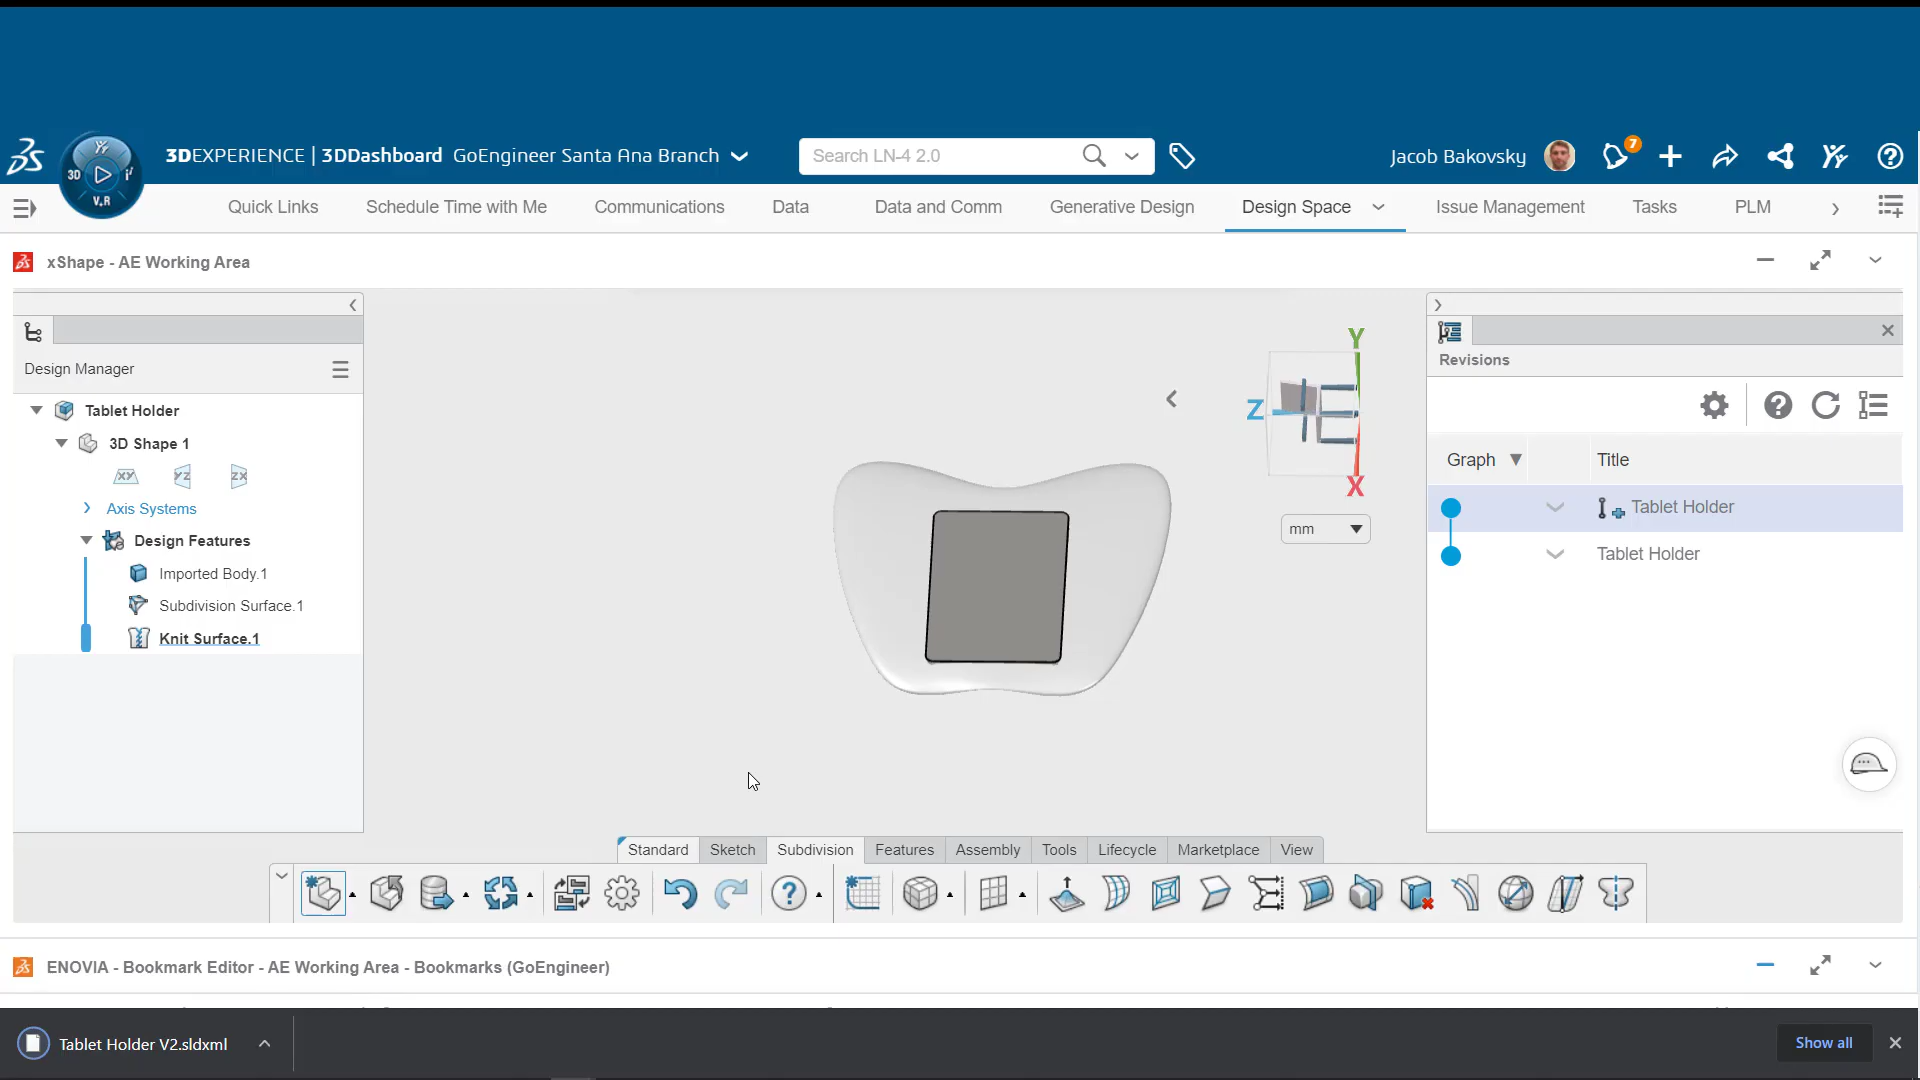 3DEXPERIENCE | 3DDashboard GoEngineer Santa Ana Branch
Search LN-4 2.0
Jacob Bakovsky
7
3D
V.R
Quick Links
Schedule Time with Me
Communications
Data
Data and Comm
Generative Design
Design Space
Issue Management
Tasks
PLM
xShape - AE Working Area
Design Manager
Tablet Holder
3D Shape 1
XY
YZ
ZX
Axis Systems
Design Features
Imported Body.1
Subdivision Surface.1
Knit Surface.1
Y
Z
X
mm
Revisions
Graph
Title
Tablet Holder
Tablet Holder
Standard
Sketch
Subdivision
Features
Assembly
Tools
Lifecycle
Marketplace
View
ENOVIA - Bookmark Editor - AE Working Area - Bookmarks (GoEngineer)
Tablet Holder V2.sldxml
Show all